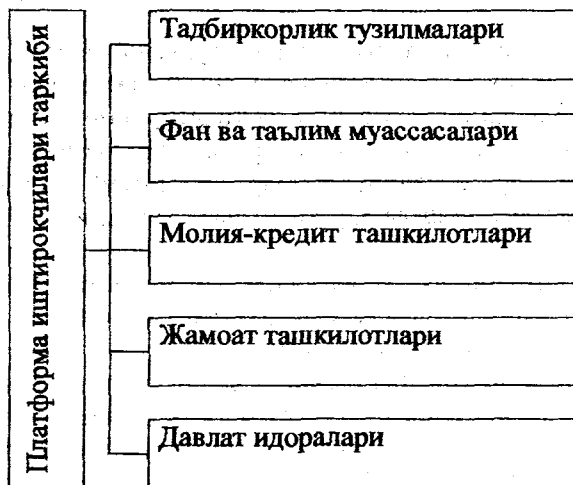 Платформа иштирокчилари таркиби
Тадбиркорлик тузилмалари
Фан ва таълим муассасалари
Молия-кредит ташкилотлари
Жамоат ташкилотлари
Давлат идоралари